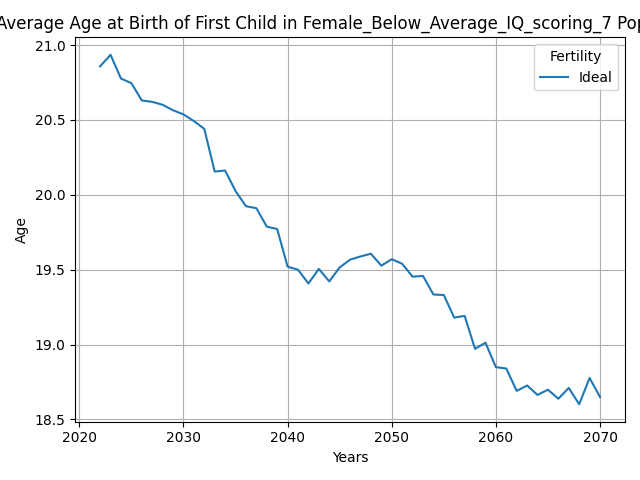 Average Age at Birth of First Child in Female_Below_Average_IQ_scoring_7 Pop
Fertility
Ideal
21.0
20.5
20.0
19.5
19.0
18.5
Age
2020 2030 2040 2050 2060 2070
Years